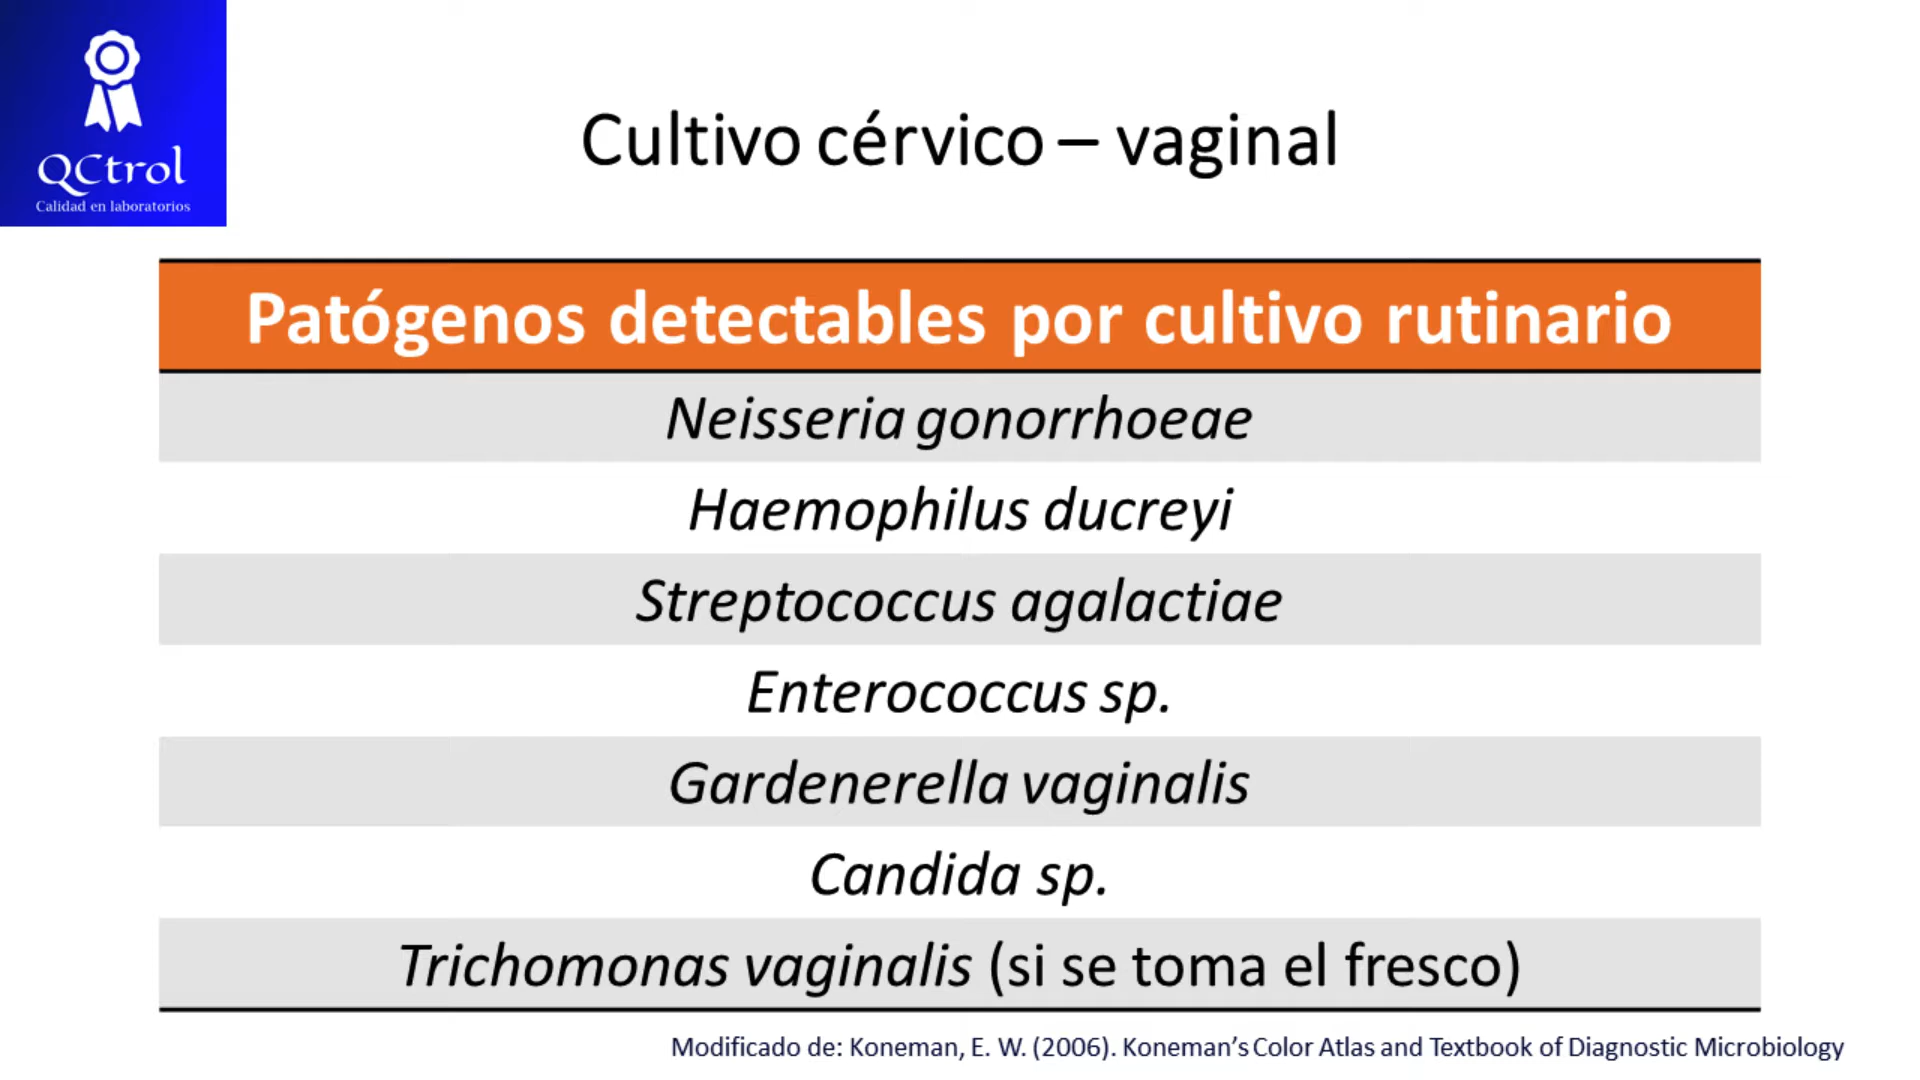 QCtrol
Calidad en laboratorios
Cultivo cérvico – vaginal
Patógenos detectables por cultivo rutinario
Neisseria gonorrhoeae
Haemophilus ducreyi
Streptococcus agalactiae
Enterococcus sp.
Gardenerella vaginalis
Candida sp.
Trichomonas vaginalis (si se toma el fresco)
Modificado de: Koneman, E. W. (2006). Koneman’s Color Atlas and Textbook of Diagnostic Microbiology